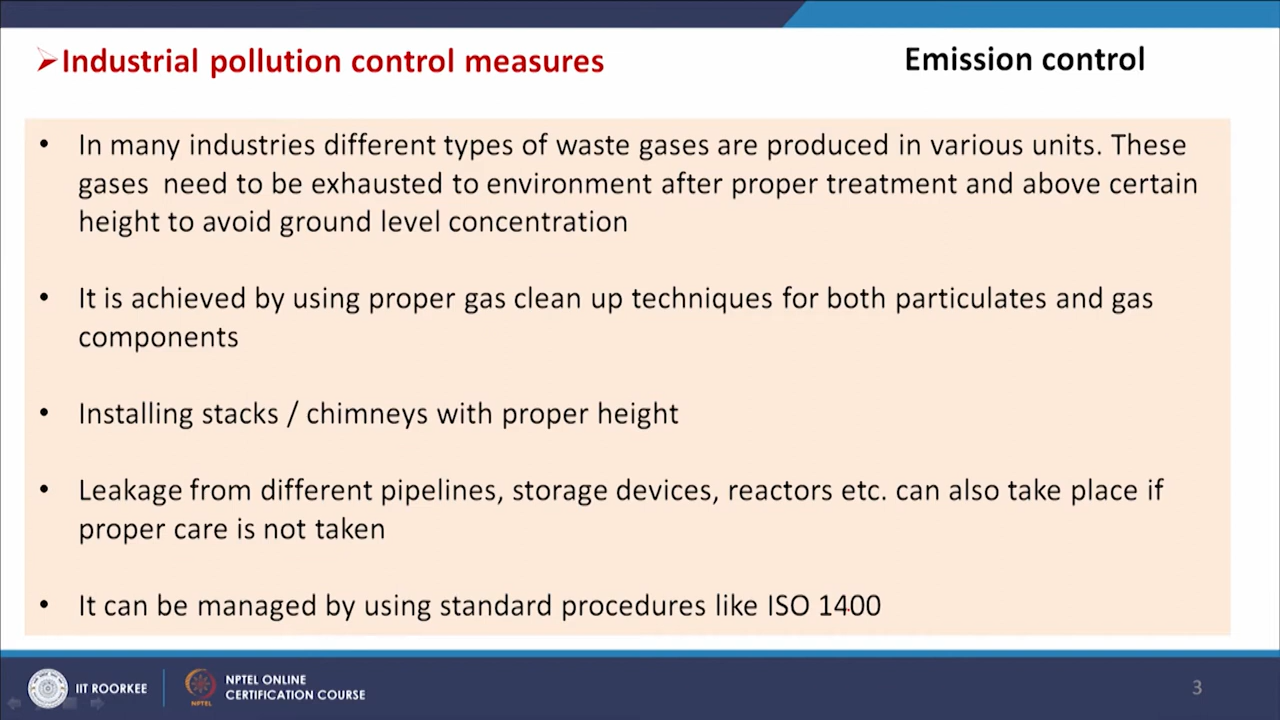 Industrial pollution control measures
Emission control
• In many industries different types of waste gases are produced in various units. These
gases need to be exhausted to environment after proper treatment and above certain
height to avoid ground level concentration
• It is achieved by using proper gas clean up techniques for both particulates and gas
components
• Installing stacks / chimneys with proper height
• Leakage from different pipelines, storage devices, reactors etc. can also take place if
proper care is not taken
• It can be managed by using standard procedures like ISO 1400
IIT ROORKEE
NPTEL
NPTEL ONLINE
CERTIFICATION COURSE
3